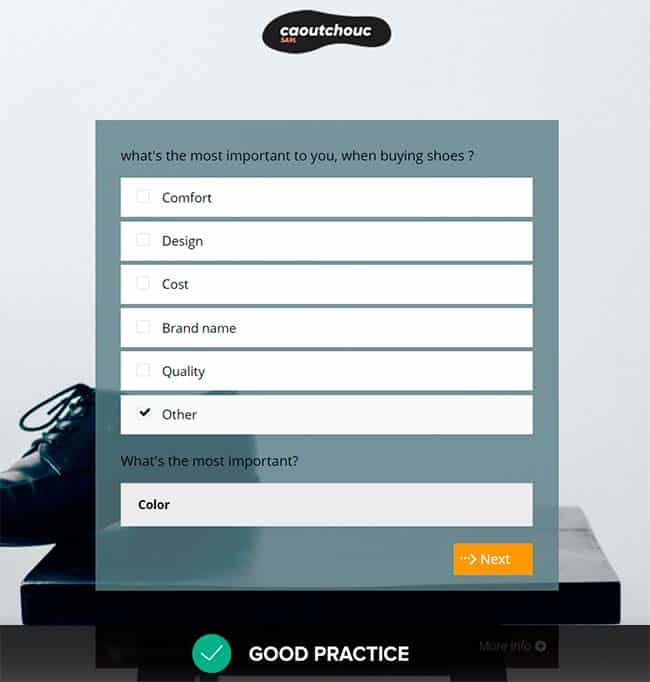 caoutchouc
SARL
what's the most important to you, when buying shoes ?
Comfort
Design
Cost
Brand name
Quality
Other
What's the most important?
Color
Next
More info
GOOD PRACTICE